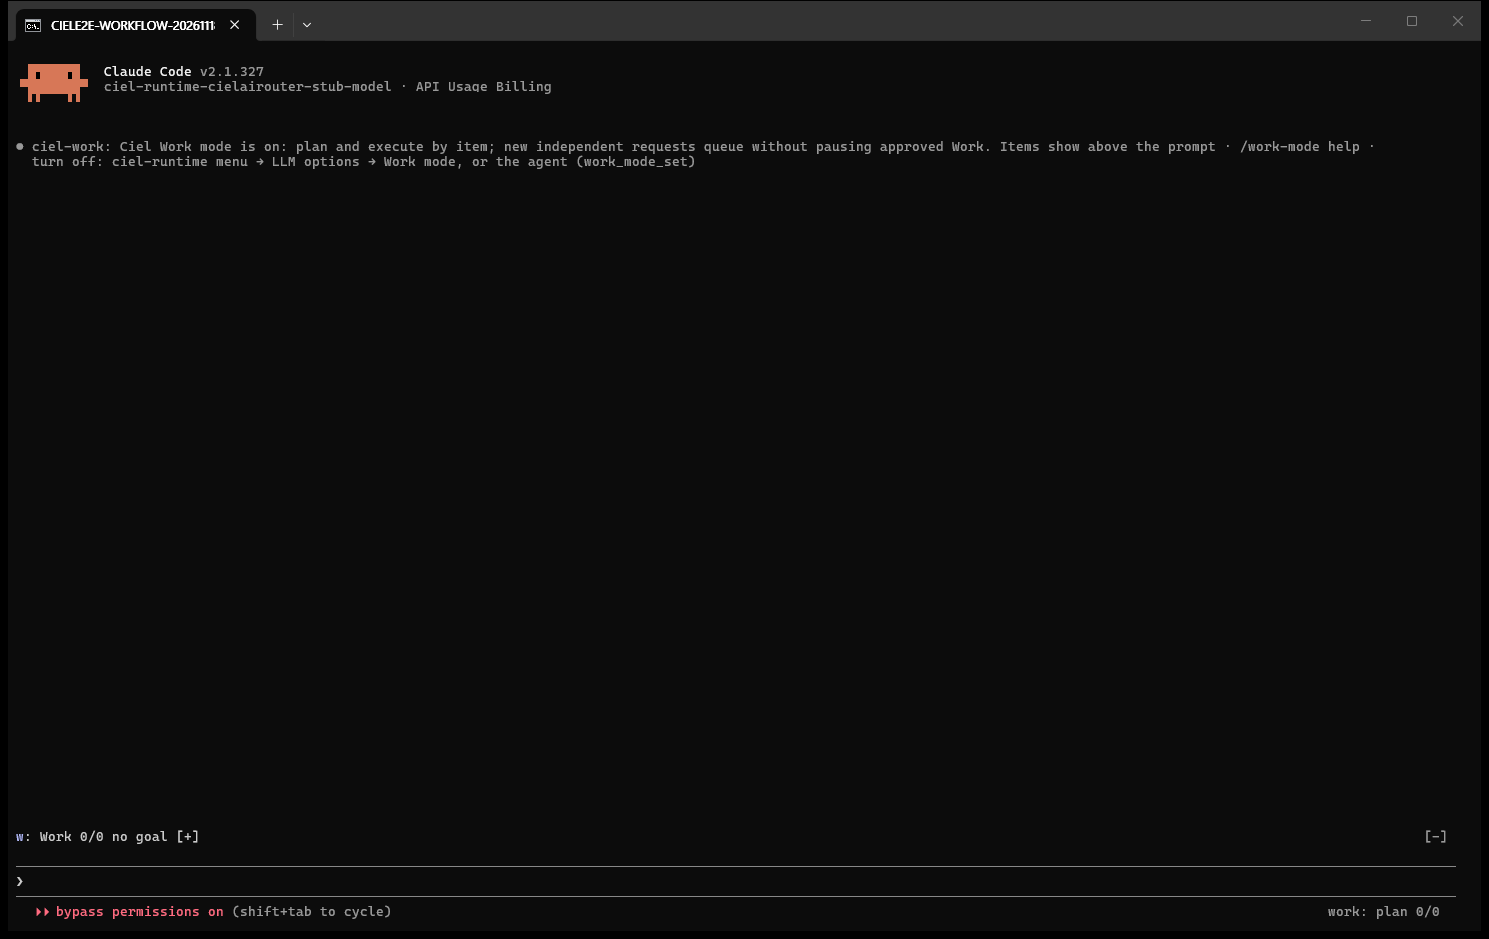 CIELE2E-WORKFLOW-2026111
Claude Code v2.1.327
ciel-runtime-cielairouter-stub-model · API Usage Billing
● ciel-work: Ciel Work mode is on: plan and execute by item; new independent requests queue without pausing approved Work. Items show above the prompt · /work-mode help ·
turn off: ciel-runtime menu → LLM options → Work mode, or the agent (work_mode_set)
w: Work 0/0 no goal [+] [-]
❯
⏵⏵ bypass permissions on (shift+tab to cycle) work: plan 0/0